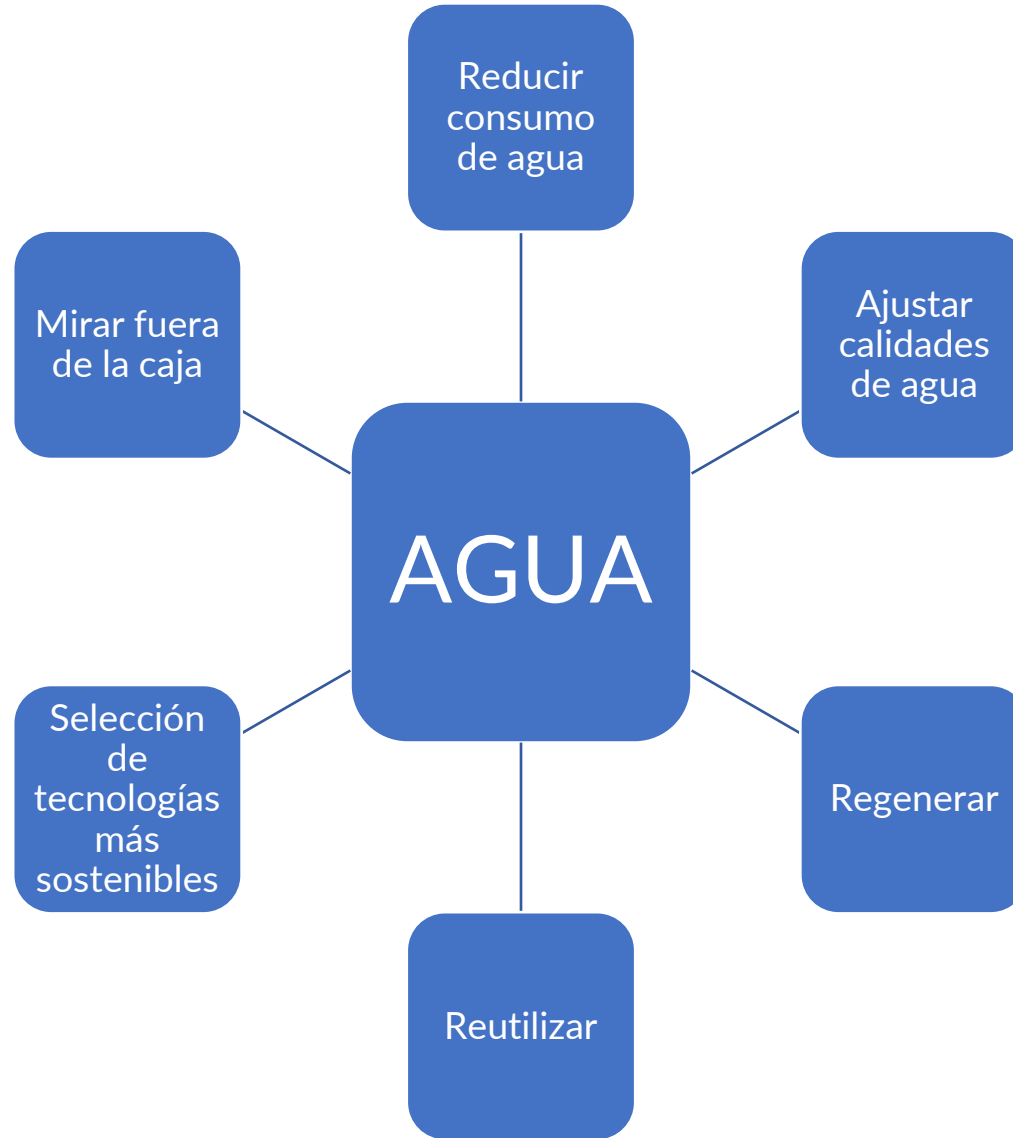 Reducir
consumo
de agua
Mirar fuera
de la caja
Ajustar
calidades
de agua
AGUA
Selección
de
tecnologías
más
sostenibles
Regenerar
Reutilizar